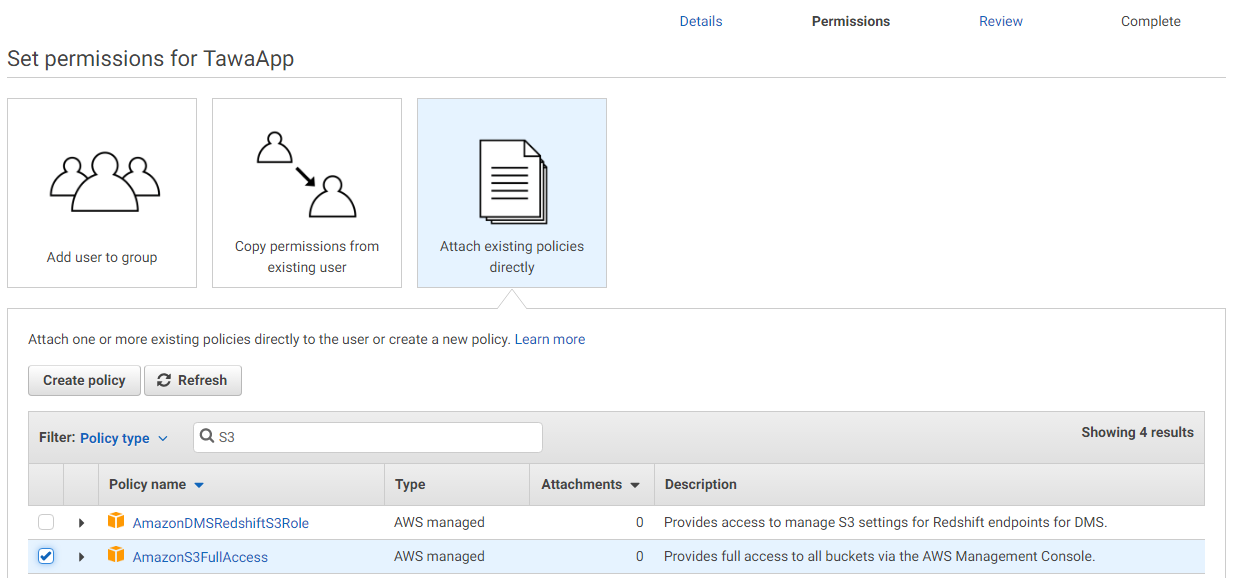 Details Permissions Review Complete
Set permissions for TawaApp
Add user to group
Copy permissions from
existing user
Attach existing policies
directly
Attach one or more existing policies directly to the user or create a new policy. Learn more
Create policy Refresh
Filter: Policy type S3 Showing 4 results
Policy name Type Attachments Description
AmazonDMSRedshiftS3Role AWS managed 0 Provides access to manage S3 settings for Redshift endpoints for DMS.
AmazonS3FullAccess AWS managed 0 Provides full access to all buckets via the AWS Management Console.